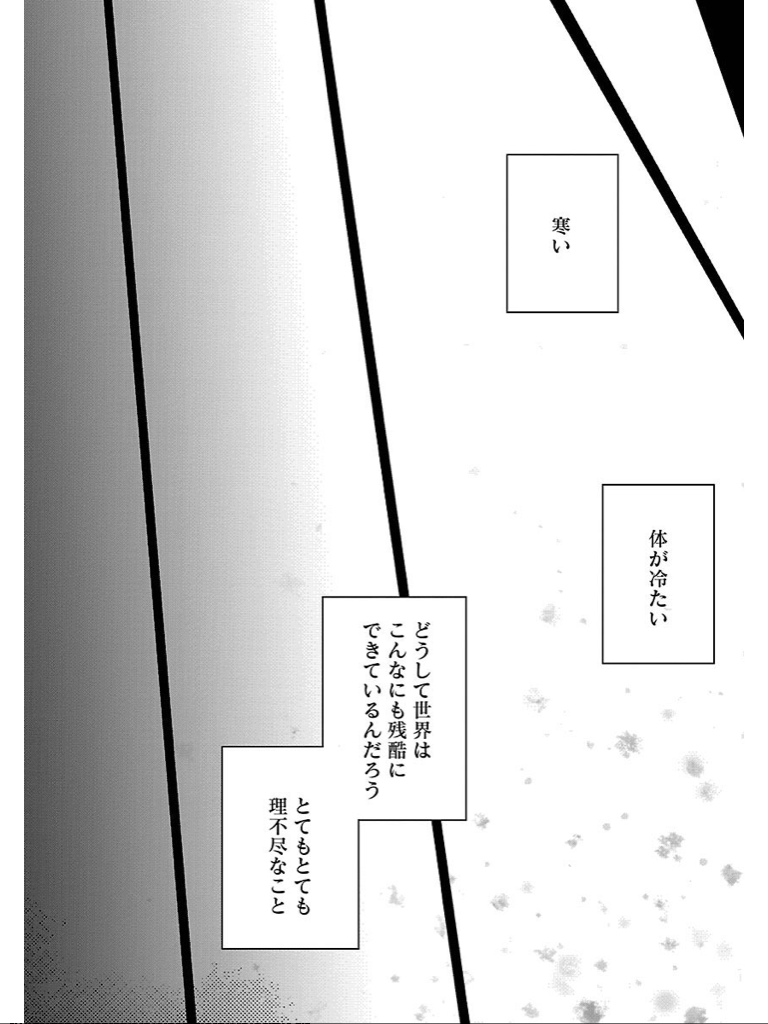 寒い
体が冷たい
どうして世界は
こんなにも残酷に
できているんだろう
とてもとても
理不尽なこと